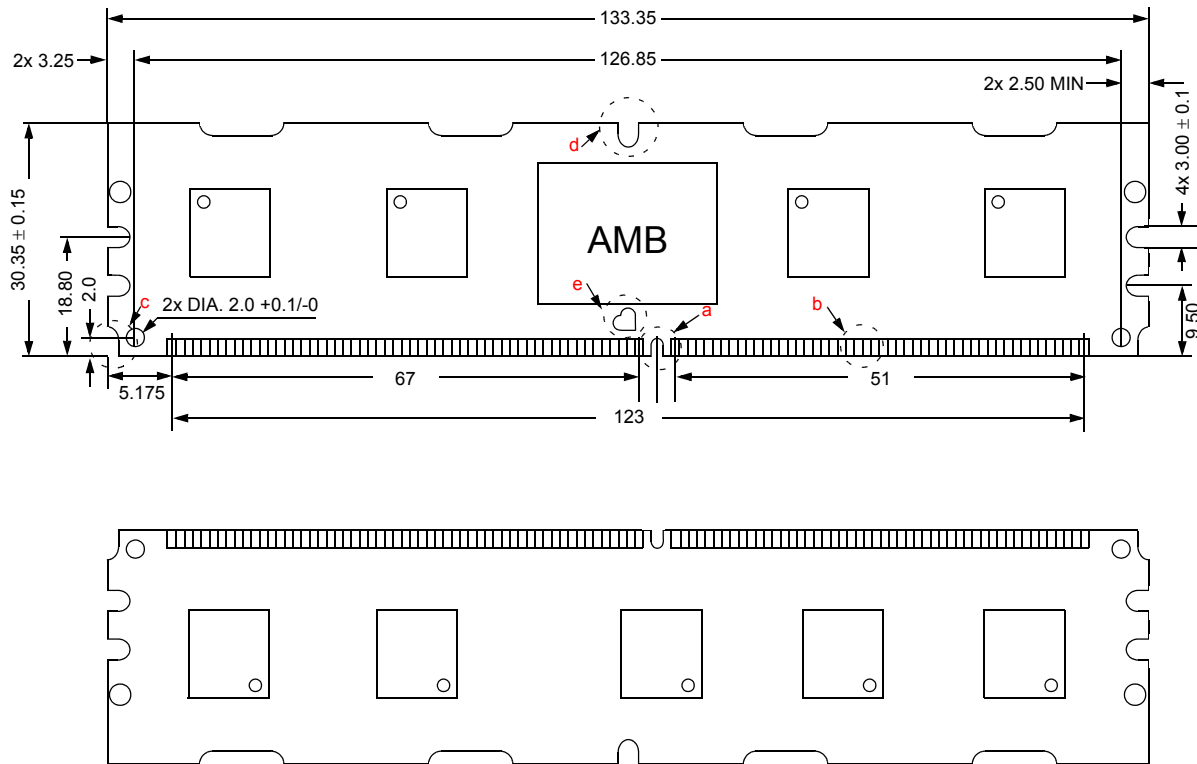 133.35
2x 3.25
126.85
2x 2.50 MIN
4x 3.00 ± 0.1
d
30.35 ± 0.15
18.80
2.0
AMB
e
c
2x DIA. 2.0 +0.1/-0
a
b
9.50
5.175
67
51
123